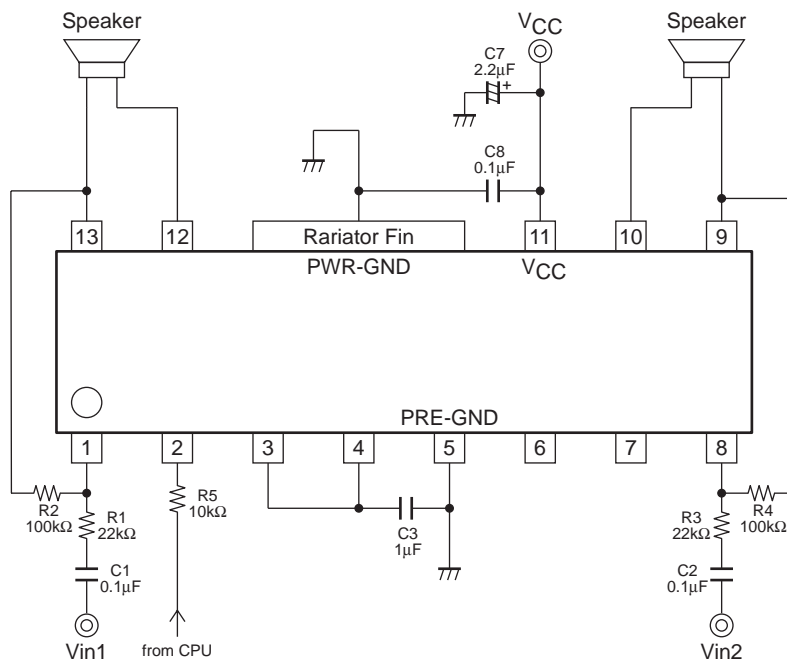 Speaker
VCC
Speaker
C7
2.2µF
+
C8
0.1µF
13
12
Rariator Fin
11
10
9
PWR-GND
VCC
PRE-GND
1
2
3
4
5
6
7
8
R2
100kΩ
R1
22kΩ
R5
10kΩ
C3
1µF
R3
22kΩ
R4
100kΩ
C1
0.1µF
C2
0.1µF
Vin1
from CPU
Vin2